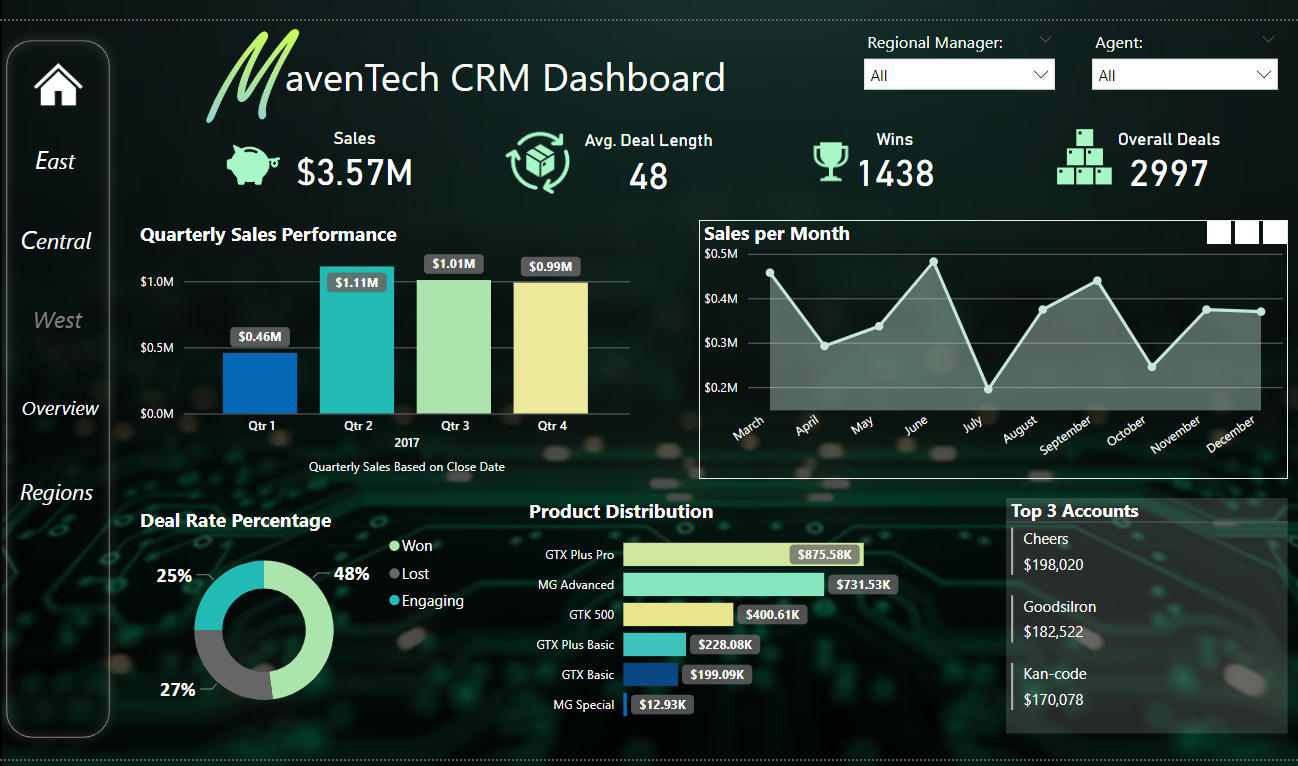 MavenTech CRM Dashboard
Regional Manager:
All
Agent:
All
East
Central
West
Overview
Regions
Sales
$3.57M
Avg. Deal Length
48
Wins
1438
Overall Deals
2997
Quarterly Sales Performance
$1.0M
$0.5M
$0.0M
$0.46M
$1.11M
$1.01M
$0.99M
Qtr 1
Qtr 2
Qtr 3
Qtr 4
2017
Quarterly Sales Based on Close Date
Sales per Month
$0.5M
$0.4M
$0.3M
$0.2M
March
April
May
June
July
August
September
October
November
December
Deal Rate Percentage
Won
Lost
Engaging
25%
48%
27%
Product Distribution
GTX Plus Pro $875.58K
MG Advanced $731.53K
GTK 500 $400.61K
GTX Plus Basic $228.08K
GTX Basic $199.09K
MG Special $12.93K
Top 3 Accounts
Cheers
$198,020
Goodsilron
$182,522
Kan-code
$170,078